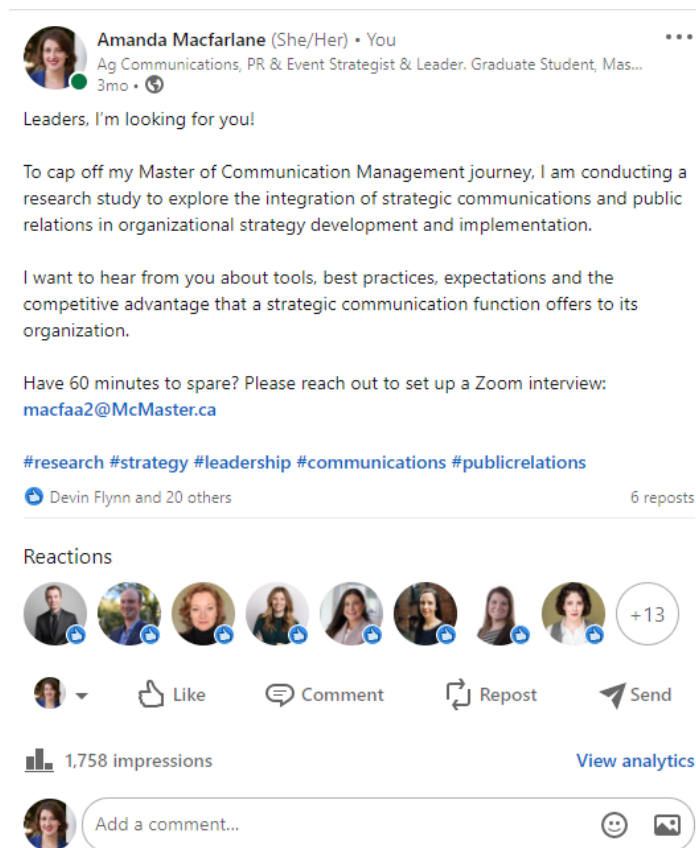 Amanda Macfarlane (She/Her) • You
Ag Communications, PR & Event Strategist & Leader. Graduate Student, Mas...
3mo •
Leaders, I'm looking for you!
To cap off my Master of Communication Management journey, I am conducting a
research study to explore the integration of strategic communications and public
relations in organizational strategy development and implementation.
I want to hear from you about tools, best practices, expectations and the
competitive advantage that a strategic communication function offers to its
organization.
Have 60 minutes to spare? Please reach out to set up a Zoom interview:
macfaa2@McMaster.ca
#research #strategy #leadership #communications #publicrelations
Devin Flynn and 20 others 6 reposts
Reactions
+13
Like Comment Repost Send
1,758 impressions View analytics
Add a comment...